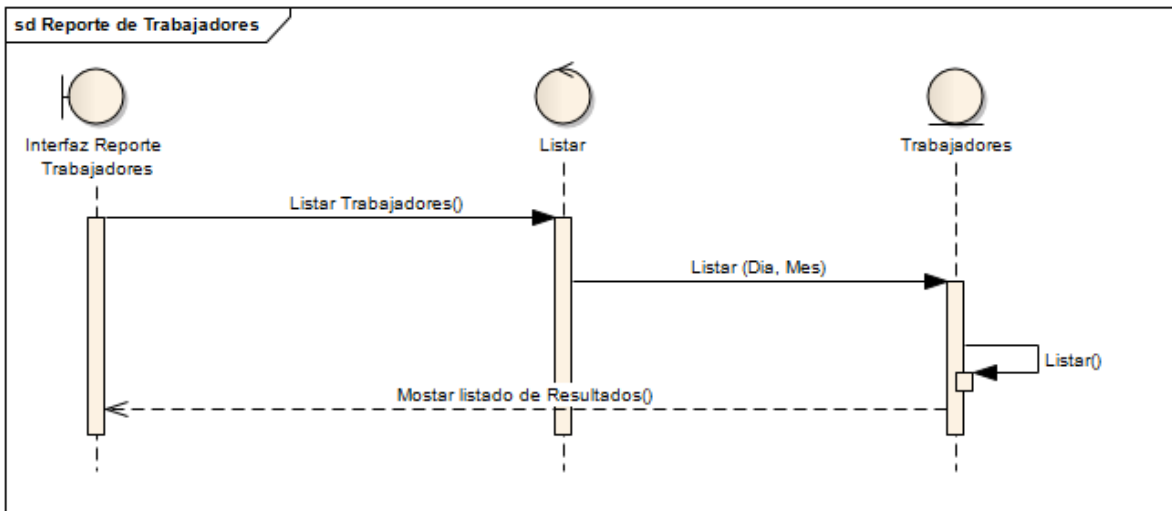 sd Reporte de Trabajadores
Interfaz Reporte
Trabajadores
Listar
Trabajadores
Listar Trabajadores()
Listar (Dia, Mes)
Listar()
Mostar listado de Resultados()